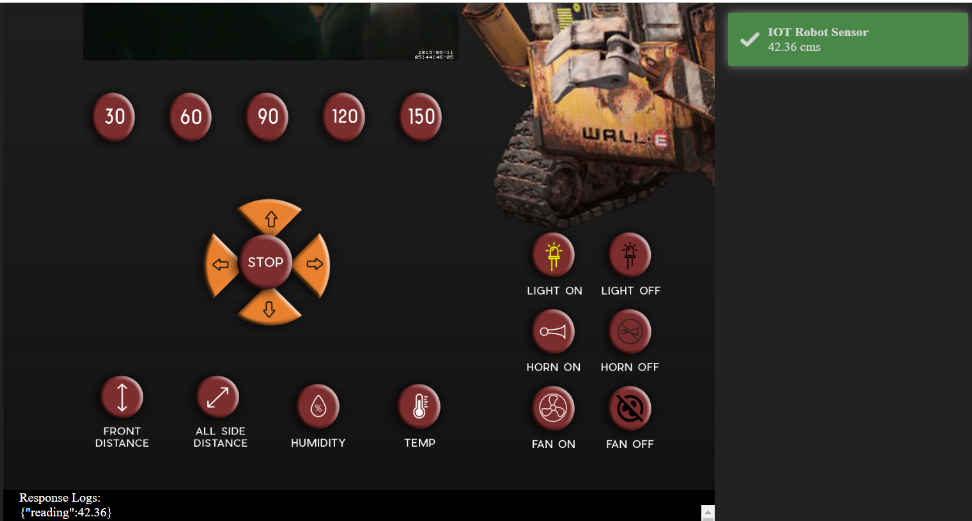 IOT Robot Sensor
42.36 cms
30 60 90 120 150
WALL-E
STOP
LIGHT ON LIGHT OFF
HORN ON HORN OFF
FRONT
DISTANCE
ALL SIDE
DISTANCE
%
HUMIDITY
TEMP
FAN ON FAN OFF
Response Logs:
{"reading":42.36}